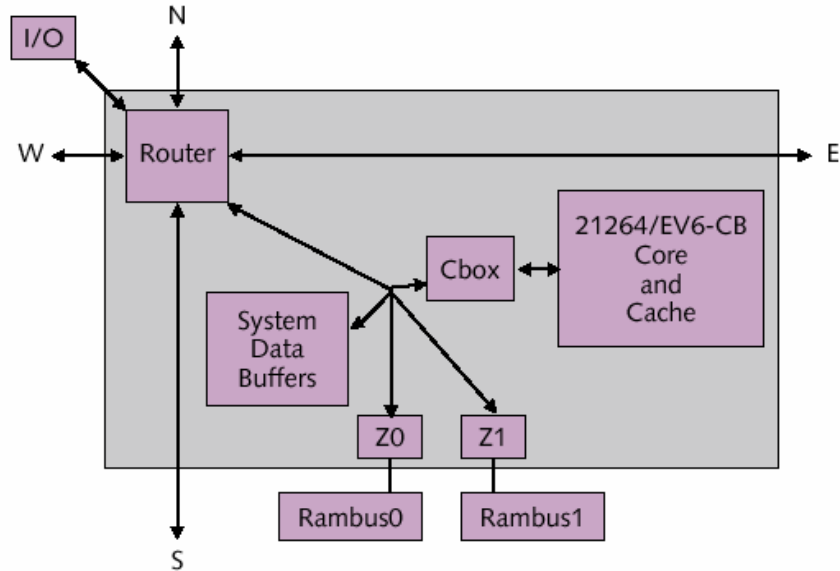 N
I/O
W
Router
E
21264/EV6-CB
Core
and
Cache
Cbox
System
Data
Buffers
Z0
Z1
Rambus0
Rambus1
S